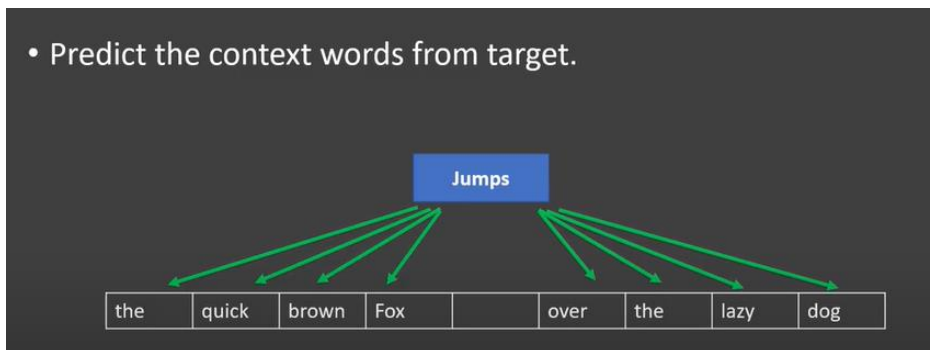 • Predict the context words from target.
Jumps
the quick brown Fox over the lazy dog